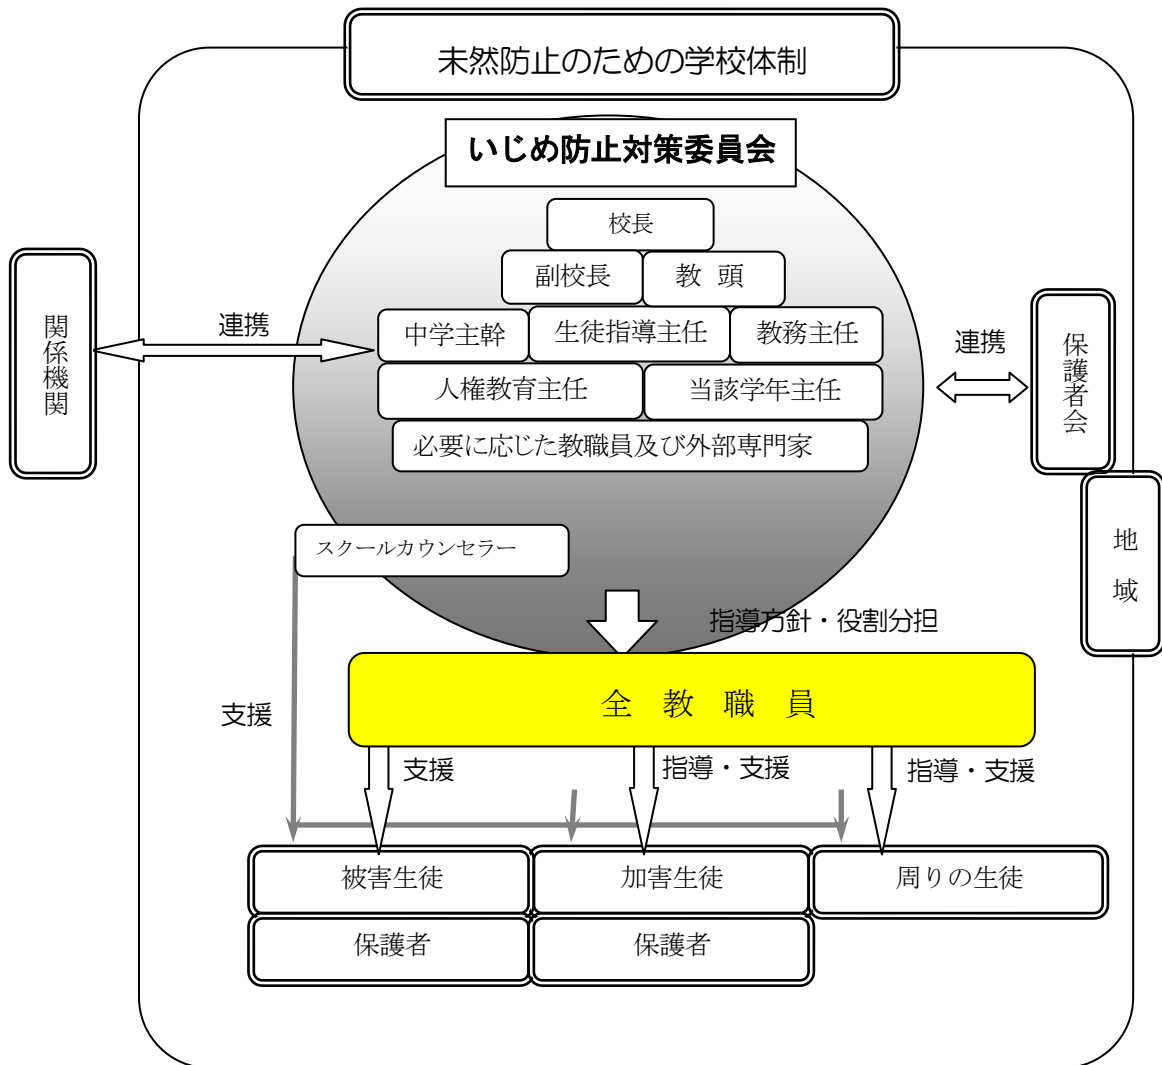 未然防止のための学校体制
いじめ防止対策委員会
校長
副校長
教 頭
中学主幹
生徒指導主任
教務主任
人権教育主任
当該学年主任
必要に応じた教職員及び外部専門家
スクールカウンセラー
関係機関
連携
連携
保護者会
地域
指導方針・役割分担
全 教 職 員
支援
支援
指導・支援
指導・支援
被害生徒
加害生徒
周りの生徒
保護者
保護者